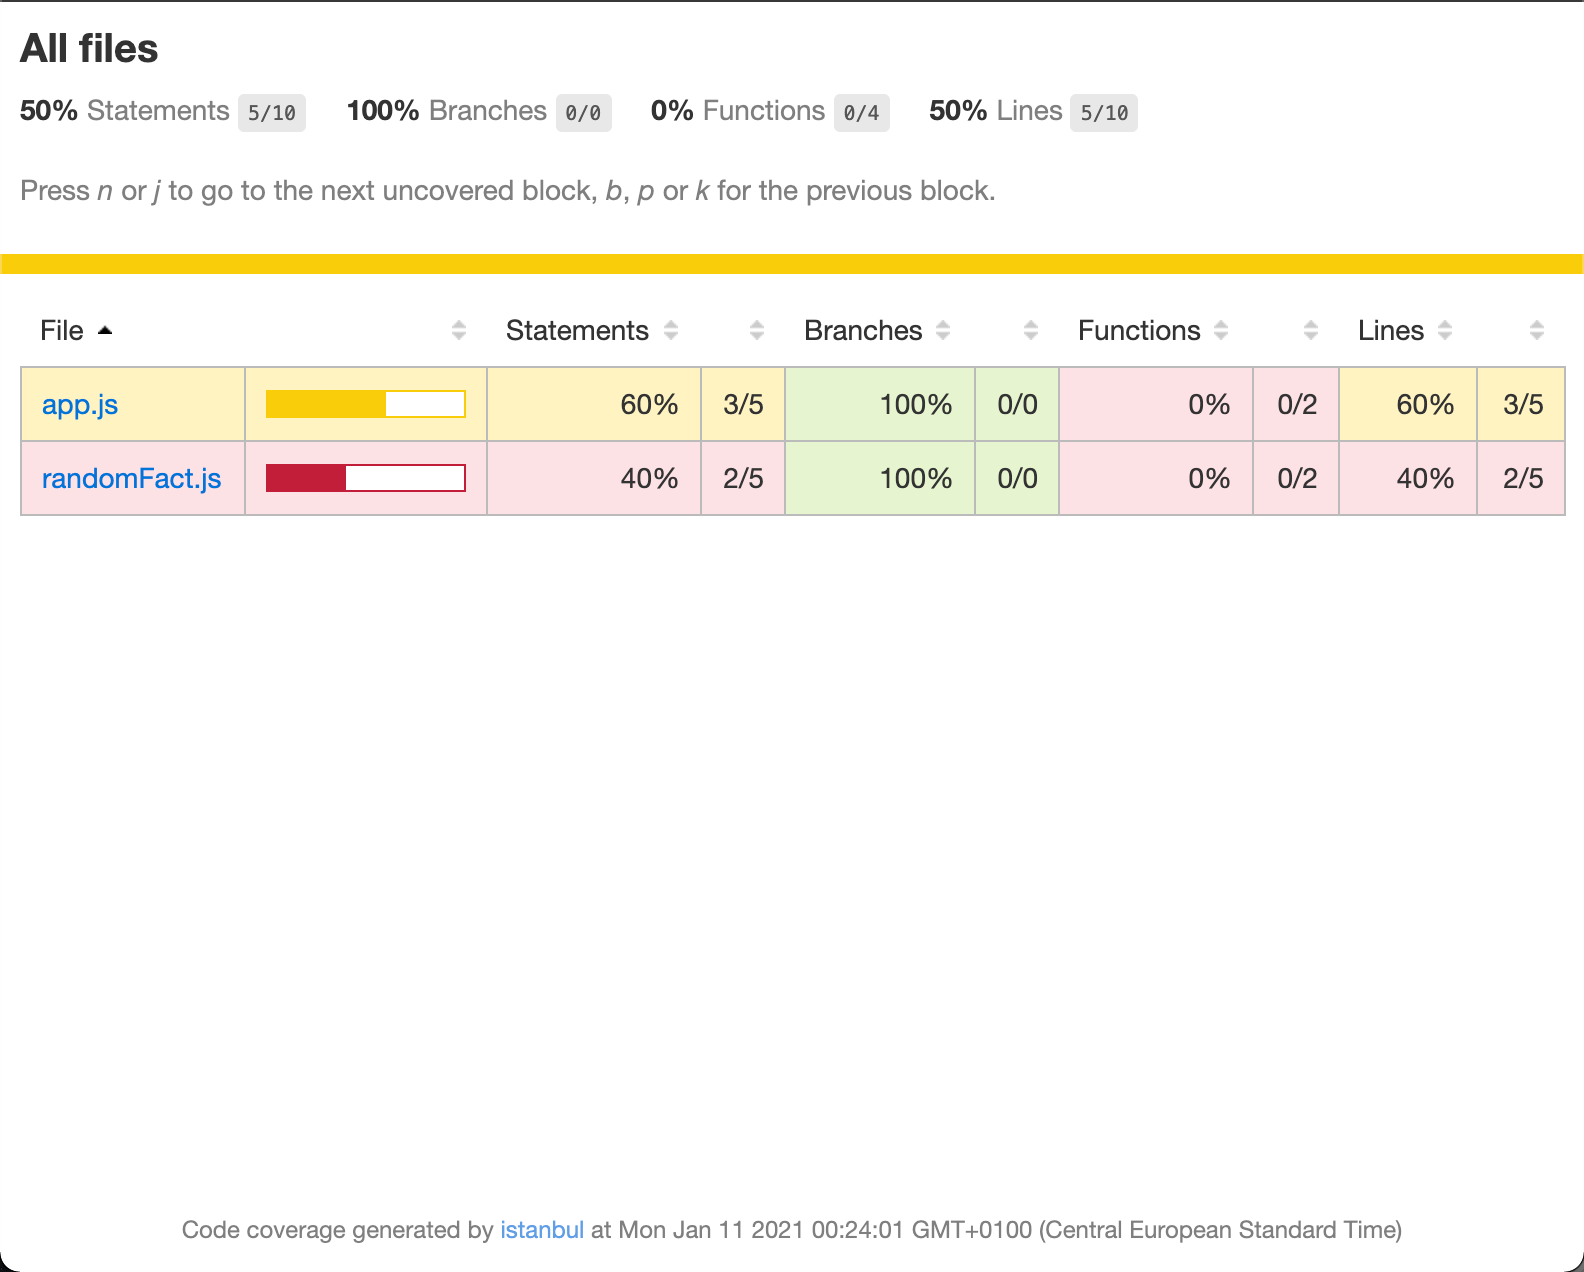 All files
50% Statements 5/10 100% Branches 0/0 0% Functions 0/4 50% Lines 5/10
Press n or j to go to the next uncovered block, b, p or k for the previous block.
File Statements Branches Functions Lines
app.js 60% 3/5 100% 0/0 0% 0/2 60% 3/5
randomFact.js 40% 2/5 100% 0/0 0% 0/2 40% 2/5
Code coverage generated by istanbul at Mon Jan 11 2021 00:24:01 GMT+0100 (Central European Standard Time)